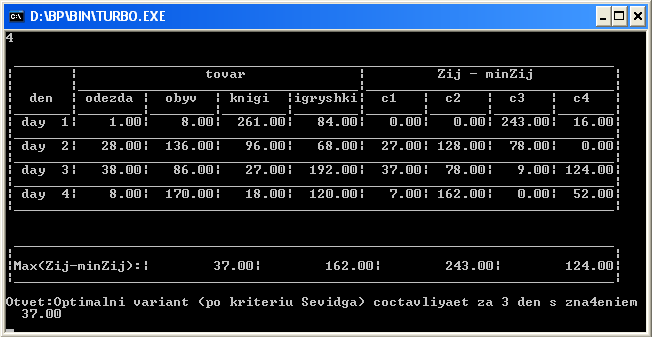 D:\BP\BIN\TURBO.EXE
4
tovar Zij - minZij
den odezda obyv knigi igryshki c1 c2 c3 c4
day 1 1.00 8.00 261.00 84.00 0.00 0.00 243.00 16.00
day 2 28.00 136.00 96.00 68.00 27.00 128.00 78.00 0.00
day 3 38.00 86.00 27.00 192.00 37.00 78.00 9.00 124.00
day 4 8.00 170.00 18.00 120.00 7.00 162.00 0.00 52.00
Max(Zij-minZij): 37.00 162.00 243.00 124.00
Otvet:Optimalni variant (po kriteriu Sevidga) coctavliyaet za 3 den s zna4eniem
37.00